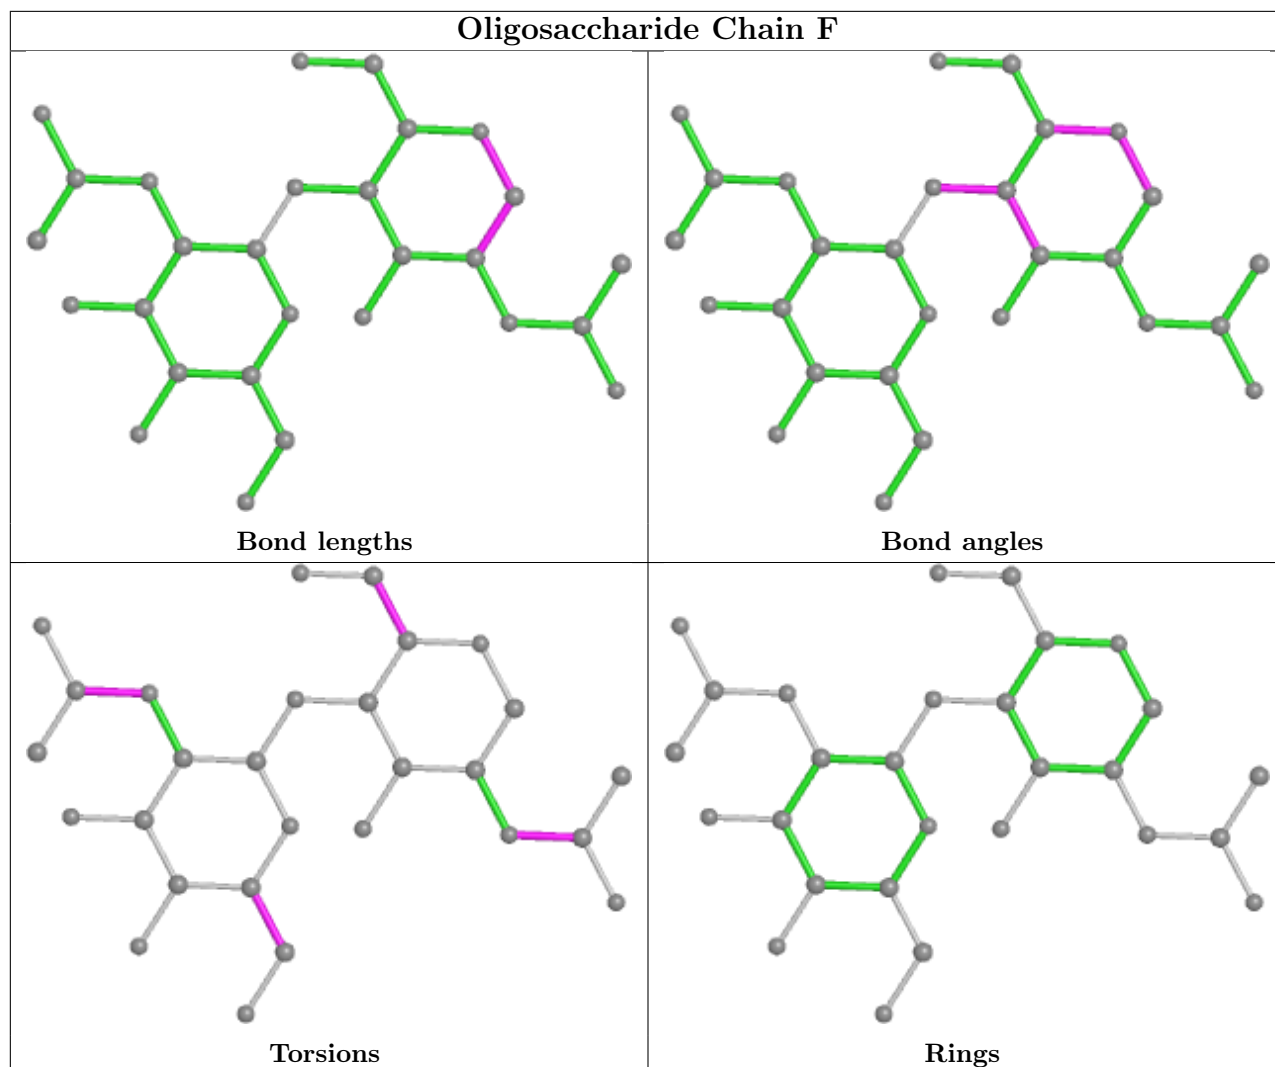 Oligosaccharide Chain F
Bond lengths
Bond angles
Torsions
Rings